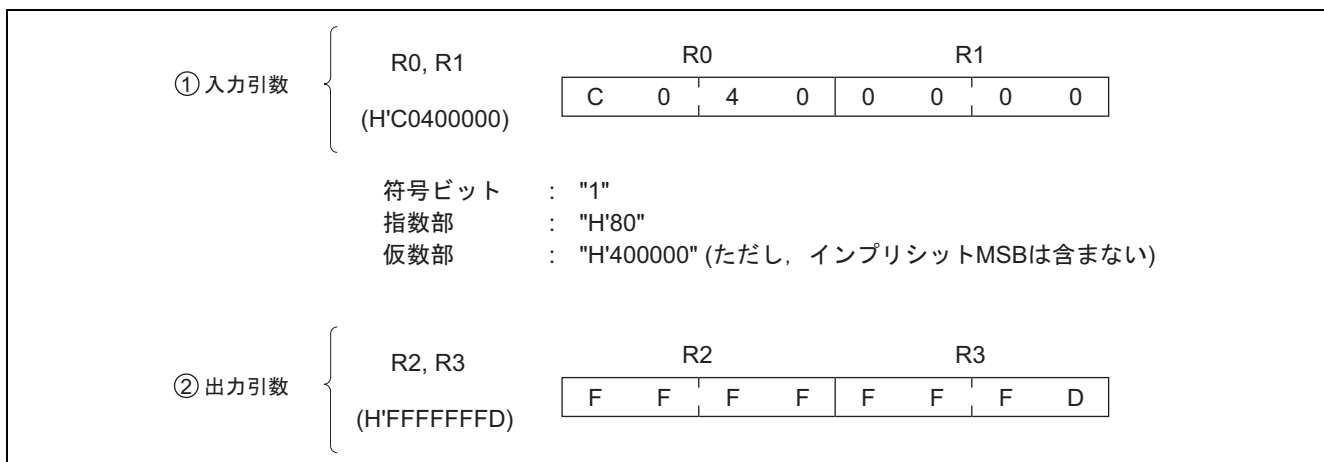 ① 入力引数
R0, R1
(H'C0400000)
R0 R1
C 0 4 0 0 0 0 0
符号ビット : "1"
指数部 : "H'80"
仮数部 : "H'400000" (ただし，インプリシットMSBは含まない)
② 出力引数
R2, R3
(H'FFFFFFFD)
R2 R3
F F F F F F F D